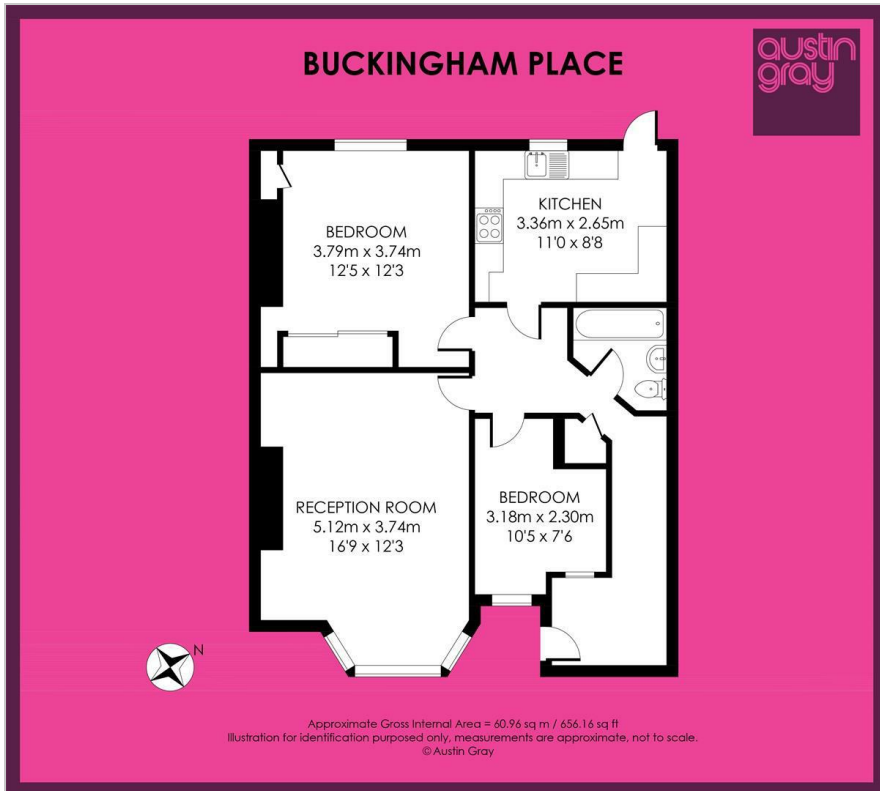 BUCKINGHAM PLACE
austin
gray
KITCHEN
3.36m x 2.65m
11'0 x 8'8
BEDROOM
3.79m x 3.74m
12'5 x 12'3
RECEPTION ROOM
5.12m x 3.74m
16'9 x 12'3
BEDROOM
3.18m x 2.30m
10'5 x 7'6
N
Approximate Gross Internal Area = 60.96 sq m / 656.16 sq ft
Illustration for identification purposed only, measurements are approximate, not to scale.
© Austin Gray